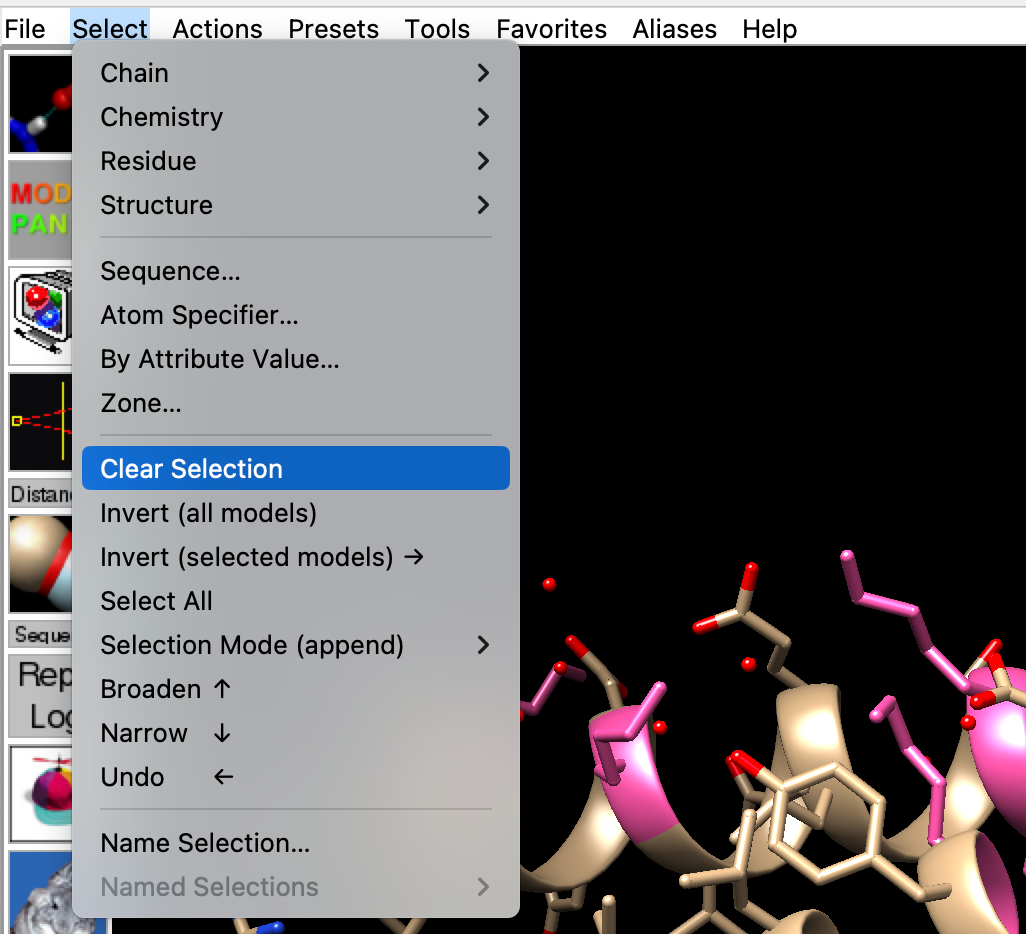 File Select Actions Presets Tools Favorites Aliases Help
Chain
Chemistry
Residue
Structure
Sequence...
Atom Specifier...
By Attribute Value...
Zone...
Clear Selection
Invert (all models)
Invert (selected models) →
Select All
Selection Mode (append)
Broaden ↑
Narrow ↓
Undo ←
Name Selection...
Named Selections
MOD
PAN
Distan
Seque
Rep
Log